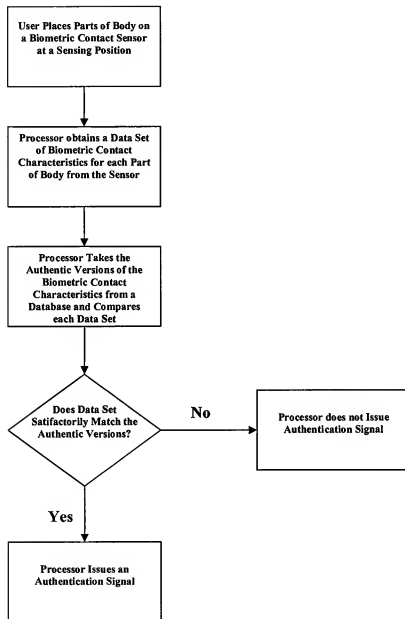 User Places Parts of Body on
a Biometric Contact Sensor
at a Sensing Position
Processor obtains a Data Set
of Biometric Contact
Characteristics for each Part
of Body from the Sensor
Processor Takes the
Authentic Versions of the
Biometric Contact
Characteristics from a
Database and Compares
each Data Set
Does Data Set
Satifactorily Match the
Authentic Versions?
No
Processor does not Issue
Authentication Signal
Yes
Processor Issues an
Authentication Signal